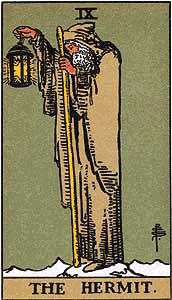 IX
THE HERMIT.